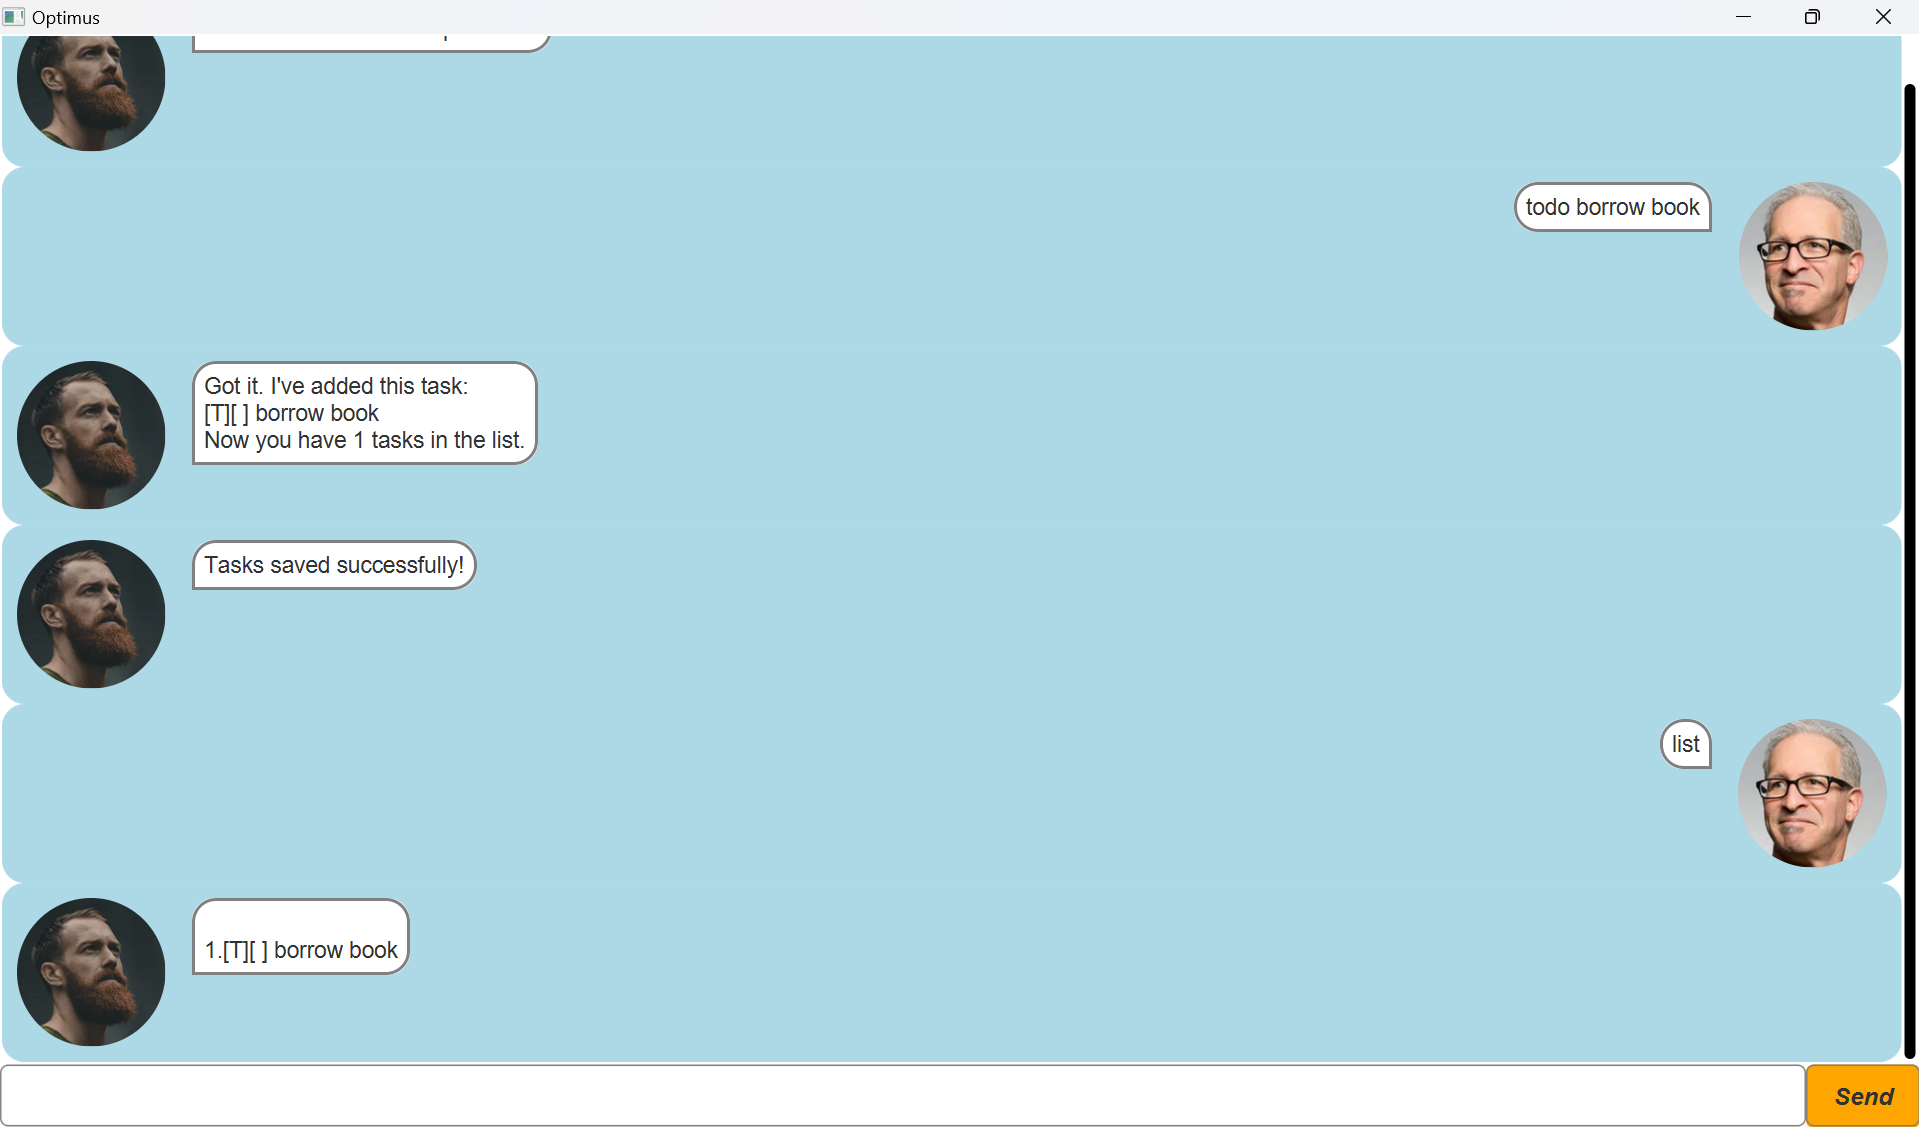 Optimus
todo borrow book
Got it. I've added this task:
[T][ ] borrow book
Now you have 1 tasks in the list.
Tasks saved successfully!
list
1.[T][ ] borrow book
Send